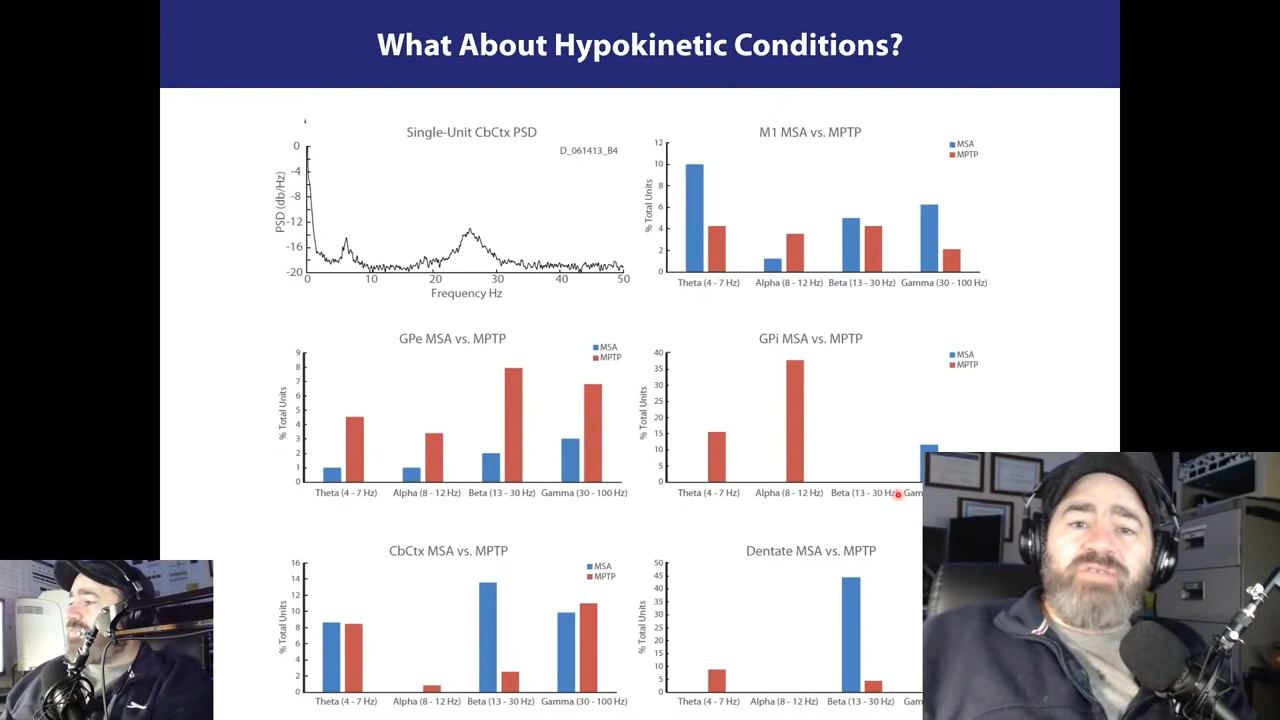 What About Hypokinetic Conditions?
Single-Unit CbCtx PSD
D_061413_B4
PSD (db/Hz)
0
-4
-8
-12
-16
-20
0 10 20 30 40 50
Frequency Hz
M1 MSA vs. MPTP
MSA
MPTP
% Total Units
12
10
8
6
4
2
0
Theta (4 - 7 Hz) Alpha (8 - 12 Hz) Beta (13 - 30 Hz) Gamma (30 - 100 Hz)
GPe MSA vs. MPTP
MSA
MPTP
% Total Units
9
8
7
6
5
4
3
2
1
0
Theta (4 - 7 Hz) Alpha (8 - 12 Hz) Beta (13 - 30 Hz) Gamma (30 - 100 Hz)
GPi MSA vs. MPTP
MSA
MPTP
% Total Units
40
35
30
25
20
15
10
5
0
Theta (4 - 7 Hz) Alpha (8 - 12 Hz) Beta (13 - 30 Hz) Gam
CbCtx MSA vs. MPTP
MSA
MPTP
% Total Units
16
14
12
10
8
6
4
2
0
Theta (4 - 7 Hz) Alpha (8 - 12 Hz) Beta (13 - 30 Hz) Gamma (30 - 100 Hz)
Dentate MSA vs. MPTP
% Total Units
50
45
40
35
30
25
20
15
10
5
0
Theta (4 - 7 Hz) Alpha (8 - 12 Hz) Beta (13 - 30 Hz)